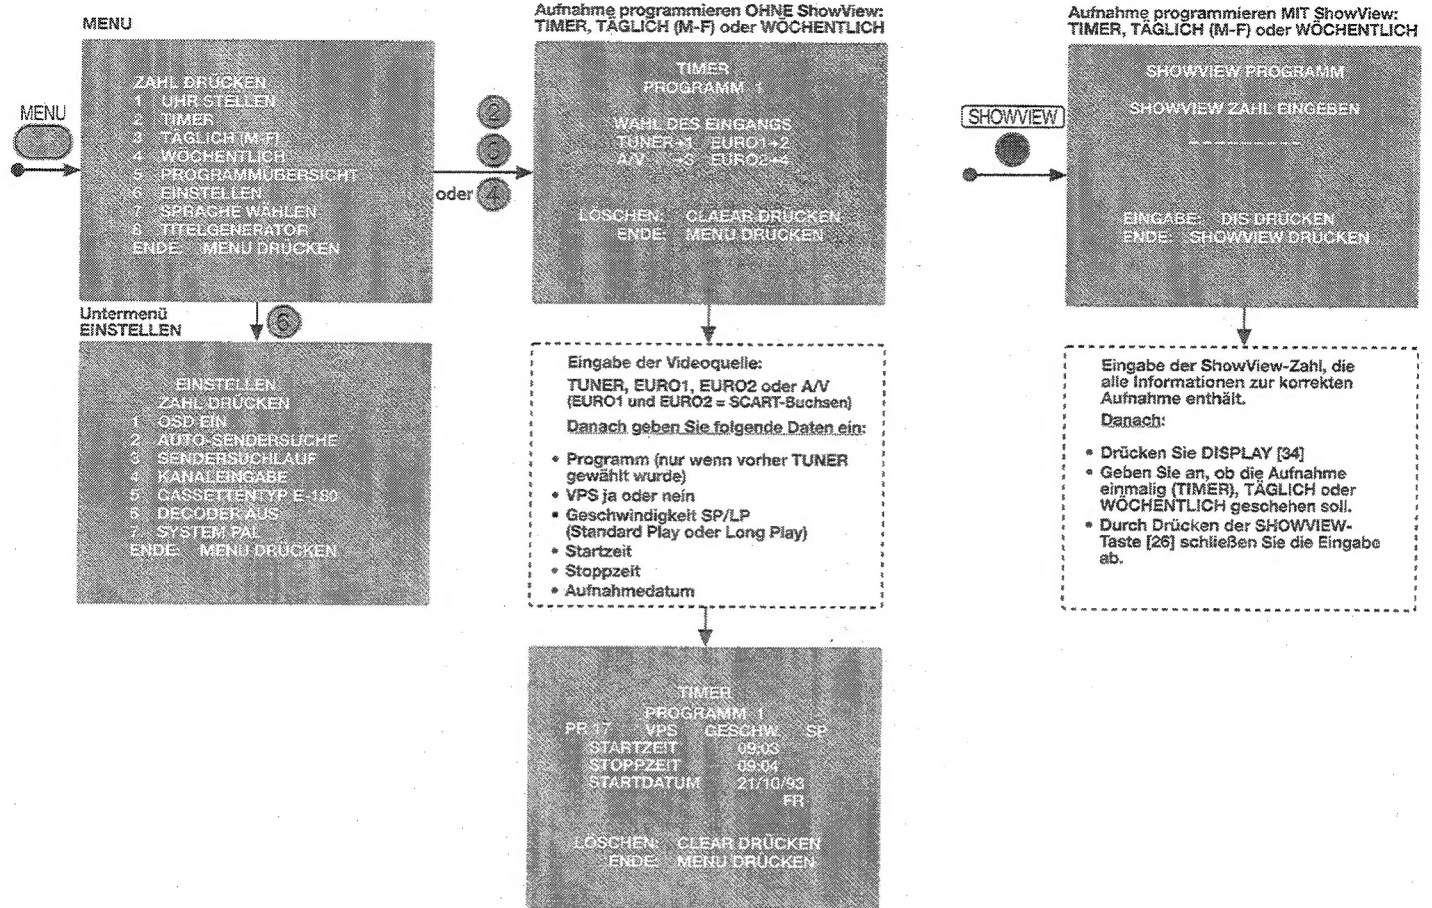 MENU
MENU
ZAHL DRÜCKEN
1 UHR STELLEN
2 TIMER
3 TÄGLICH (M-F)
4 WÖCHENTLICH
5 PROGRAMMÜBERSICHT
6 EINSTELLEN
7 SPRACHE WÄHLEN
8 TITELGENERATOR
ENDE: MENU DRÜCKEN
Untermenü
EINSTELLEN
6
EINSTELLEN
ZAHL DRÜCKEN
1 OSD EIN
2 AUTO-SENDERSUCHE
3 SENDERSUCHLAUF
4 KANALEINGABE
5 CASSETTENTYP E-180
6 DECODER AUS
7 SYSTEM PAL
ENDE: MENU DRÜCKEN
Aufnahme programmieren OHNE ShowView:
TIMER, TÄGLICH (M-F) oder WÖCHENTLICH
2
3
oder 4
TIMER
PROGRAMM 1
WAHL DES EINGANGS
TUNER→1 EURO1→2
A/V →3 EURO2→4
LÖSCHEN: CLAEAR DRÜCKEN
ENDE: MENU DRÜCKEN
Eingabe der Videoquelle:
TUNER, EURO1, EURO2 oder A/V
(EURO1 und EURO2 = SCART-Buchsen)
Danach geben Sie folgende Daten ein:
• Programm (nur wenn vorher TUNER
gewählt wurde)
• VPS ja oder nein
• Geschwindigkeit SP/LP
(Standard Play oder Long Play)
• Startzeit
• Stoppzeit
• Aufnahmedatum
TIMER
PROGRAMM 1
PR 17 VPS GESCHW. SP
STARTZEIT 09:03
STOPPZEIT 09:04
STARTDATUM 21/10/93
FR
LÖSCHEN: CLEAR DRÜCKEN
ENDE: MENU DRÜCKEN
Aufnahme programmieren MIT ShowView:
TIMER, TÄGLICH (M-F) oder WÖCHENTLICH
SHOWVIEW
SHOWVIEW PROGRAMM
SHOWVIEW ZAHL EINGEBEN
EINGABE: DIS DRÜCKEN
ENDE: SHOWVIEW DRÜCKEN
Eingabe der ShowView-Zahl, die
alle Informationen zur korrekten
Aufnahme enthält.
Danach:
• Drücken Sie DISPLAY [34]
• Geben Sie an, ob die Aufnahme
einmalig (TIMER), TÄGLICH oder
WÖCHENTLICH geschehen soll.
• Durch Drücken der SHOWVIEW-
Taste [26] schließen Sie die Eingabe
ab.